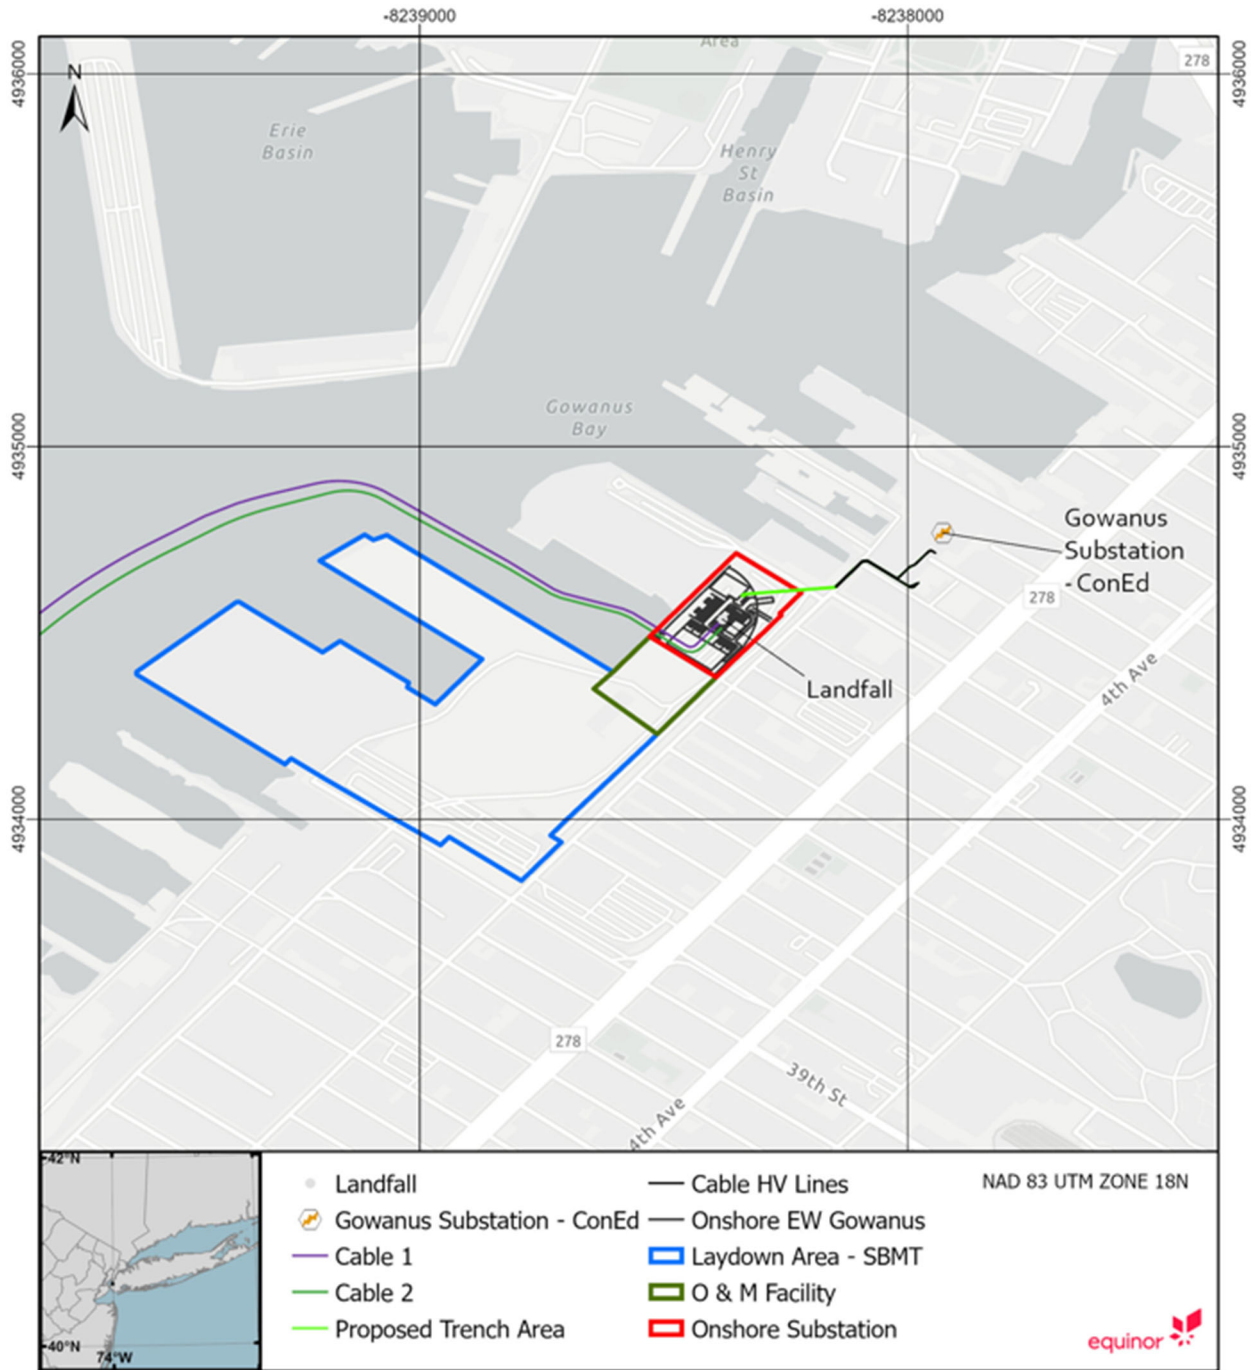 -8239000
-8238000
4936000
4936000
Area
278
N
Erie
Basin
Henry
St
Basin
4935000
4935000
Gowanus
Bay
Gowanus
Substation
- ConEd
278
Landfall
4th Ave
4934000
4934000
278
39th St
4th Ave
42°N
40°N
74°W
Landfall
Gowanus Substation - ConEd
Cable 1
Cable 2
Proposed Trench Area
Cable HV Lines
Onshore EW Gowanus
Laydown Area - SBMT
O & M Facility
Onshore Substation
NAD 83 UTM ZONE 18N
equinor